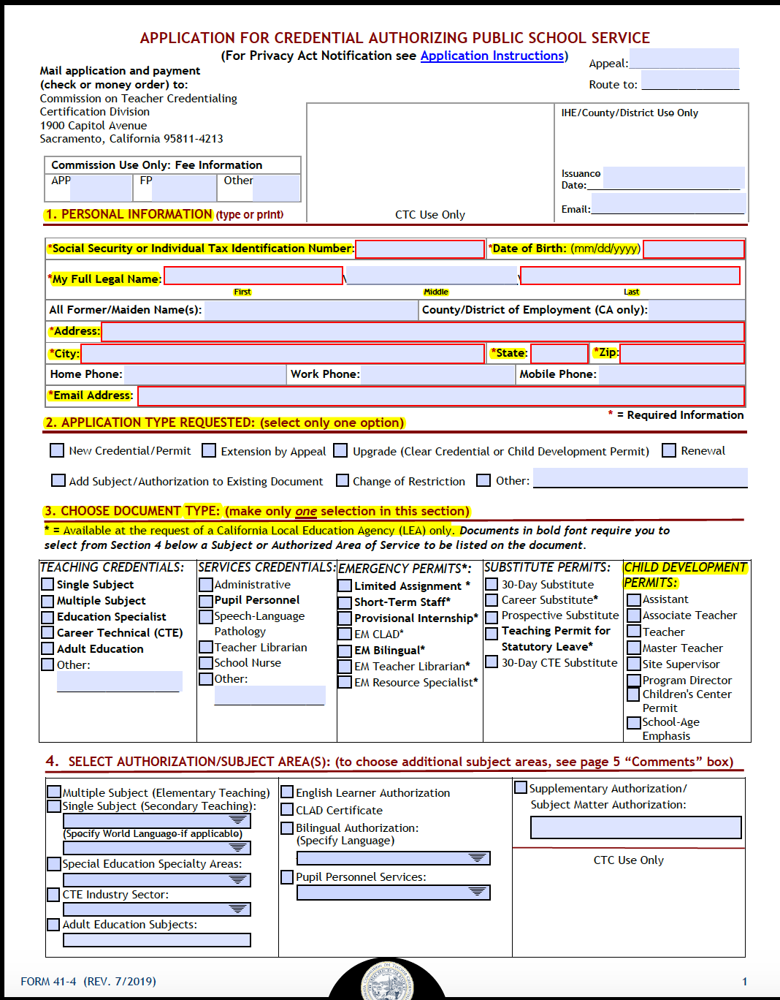 APPLICATION FOR CREDENTIAL AUTHORIZING PUBLIC SCHOOL SERVICE
(For Privacy Act Notification see Application Instructions)
Appeal:
Route to:
Mail application and payment
(check or money order) to:
Commission on Teacher Credentialing
Certification Division
1900 Capitol Avenue
Sacramento, California 95811-4213
IHE/County/District Use Only
Issuance
Date:
Email:
CTC Use Only
Commission Use Only: Fee Information
APP FP Other
1. PERSONAL INFORMATION (type or print)
*Social Security or Individual Tax Identification Number: *Date of Birth: (mm/dd/yyyy)
*My Full Legal Name: \ \
First Middle Last
All Former/Maiden Name(s): County/District of Employment (CA only):
*Address:
*City: *State: *Zip:
Home Phone: Work Phone: Mobile Phone:
*Email Address:
* = Required Information
2. APPLICATION TYPE REQUESTED: (select only one option)
New Credential/Permit Extension by Appeal Upgrade (Clear Credential or Child Development Permit) Renewal
Add Subject/Authorization to Existing Document Change of Restriction Other:
3. CHOOSE DOCUMENT TYPE: (make only one selection in this section)
* = Available at the request of a California Local Education Agency (LEA) only. Documents in bold font require you to
select from Section 4 below a Subject or Authorized Area of Service to be listed on the document.
TEACHING CREDENTIALS:
Single Subject
Multiple Subject
Education Specialist
Career Technical (CTE)
Adult Education
Other:
SERVICES CREDENTIALS:
Administrative
Pupil Personnel
Speech-Language
Pathology
Teacher Librarian
School Nurse
Other:
EMERGENCY PERMITS*:
Limited Assignment *
Short-Term Staff*
Provisional Internship*
EM CLAD*
EM Bilingual*
EM Teacher Librarian*
EM Resource Specialist*
SUBSTITUTE PERMITS:
30-Day Substitute
Career Substitute*
Prospective Substitute
Teaching Permit for
Statutory Leave*
30-Day CTE Substitute
CHILD DEVELOPMENT
PERMITS:
Assistant
Associate Teacher
Teacher
Master Teacher
Site Supervisor
Program Director
Children's Center
Permit
School-Age
Emphasis
4. SELECT AUTHORIZATION/SUBJECT AREA(S): (to choose additional subject areas, see page 5 “Comments” box)
Multiple Subject (Elementary Teaching)
Single Subject (Secondary Teaching):
(Specify World Language-if applicable)
Special Education Specialty Areas:
CTE Industry Sector:
Adult Education Subjects:
English Learner Authorization
CLAD Certificate
Bilingual Authorization:
(Specify Language)
Pupil Personnel Services:
Supplementary Authorization/
Subject Matter Authorization:
CTC Use Only
FORM 41-4 (REV. 7/2019)
1